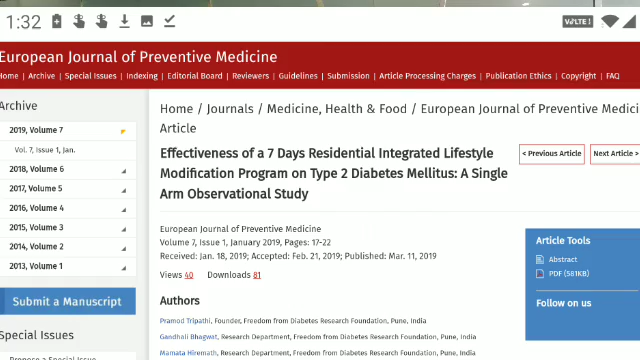 1:32
VoLTE
European Journal of Preventive Medicine
Home | Archive | Special Issues | Indexing | Editorial Board | Reviewers | Guidelines | Submission | Article Processing Charges | Publication Ethics | Copyright | FAQ
Archive
2019, Volume 7
Vol. 7, Issue 1, Jan.
2018, Volume 6
2017, Volume 5
2016, Volume 4
2015, Volume 3
2014, Volume 2
2013, Volume 1
Submit a Manuscript
Special Issues
Propose a Special Issue
Home / Journals / Medicine, Health & Food / European Journal of Preventive Medici
Article
Effectiveness of a 7 Days Residential Integrated Lifestyle
Modification Program on Type 2 Diabetes Mellitus: A Single
Arm Observational Study
European Journal of Preventive Medicine
Volume 7, Issue 1, January 2019, Pages: 17-22
Received: Jan. 18, 2019; Accepted: Feb. 21, 2019; Published: Mar. 11, 2019
Views 40 Downloads 81
Authors
Pramod Tripathi, Founder, Freedom from Diabetes Research Foundation, Pune, India
Gandhali Bhagwat, Research Department, Freedom from Diabetes Research Foundation, Pune, India
Mamata Hiremath, Research Department, Freedom from Diabetes Research Foundation, Pune, India
< Previous Article
Next Article >
Article Tools
Abstract
PDF (581KB)
Follow on us